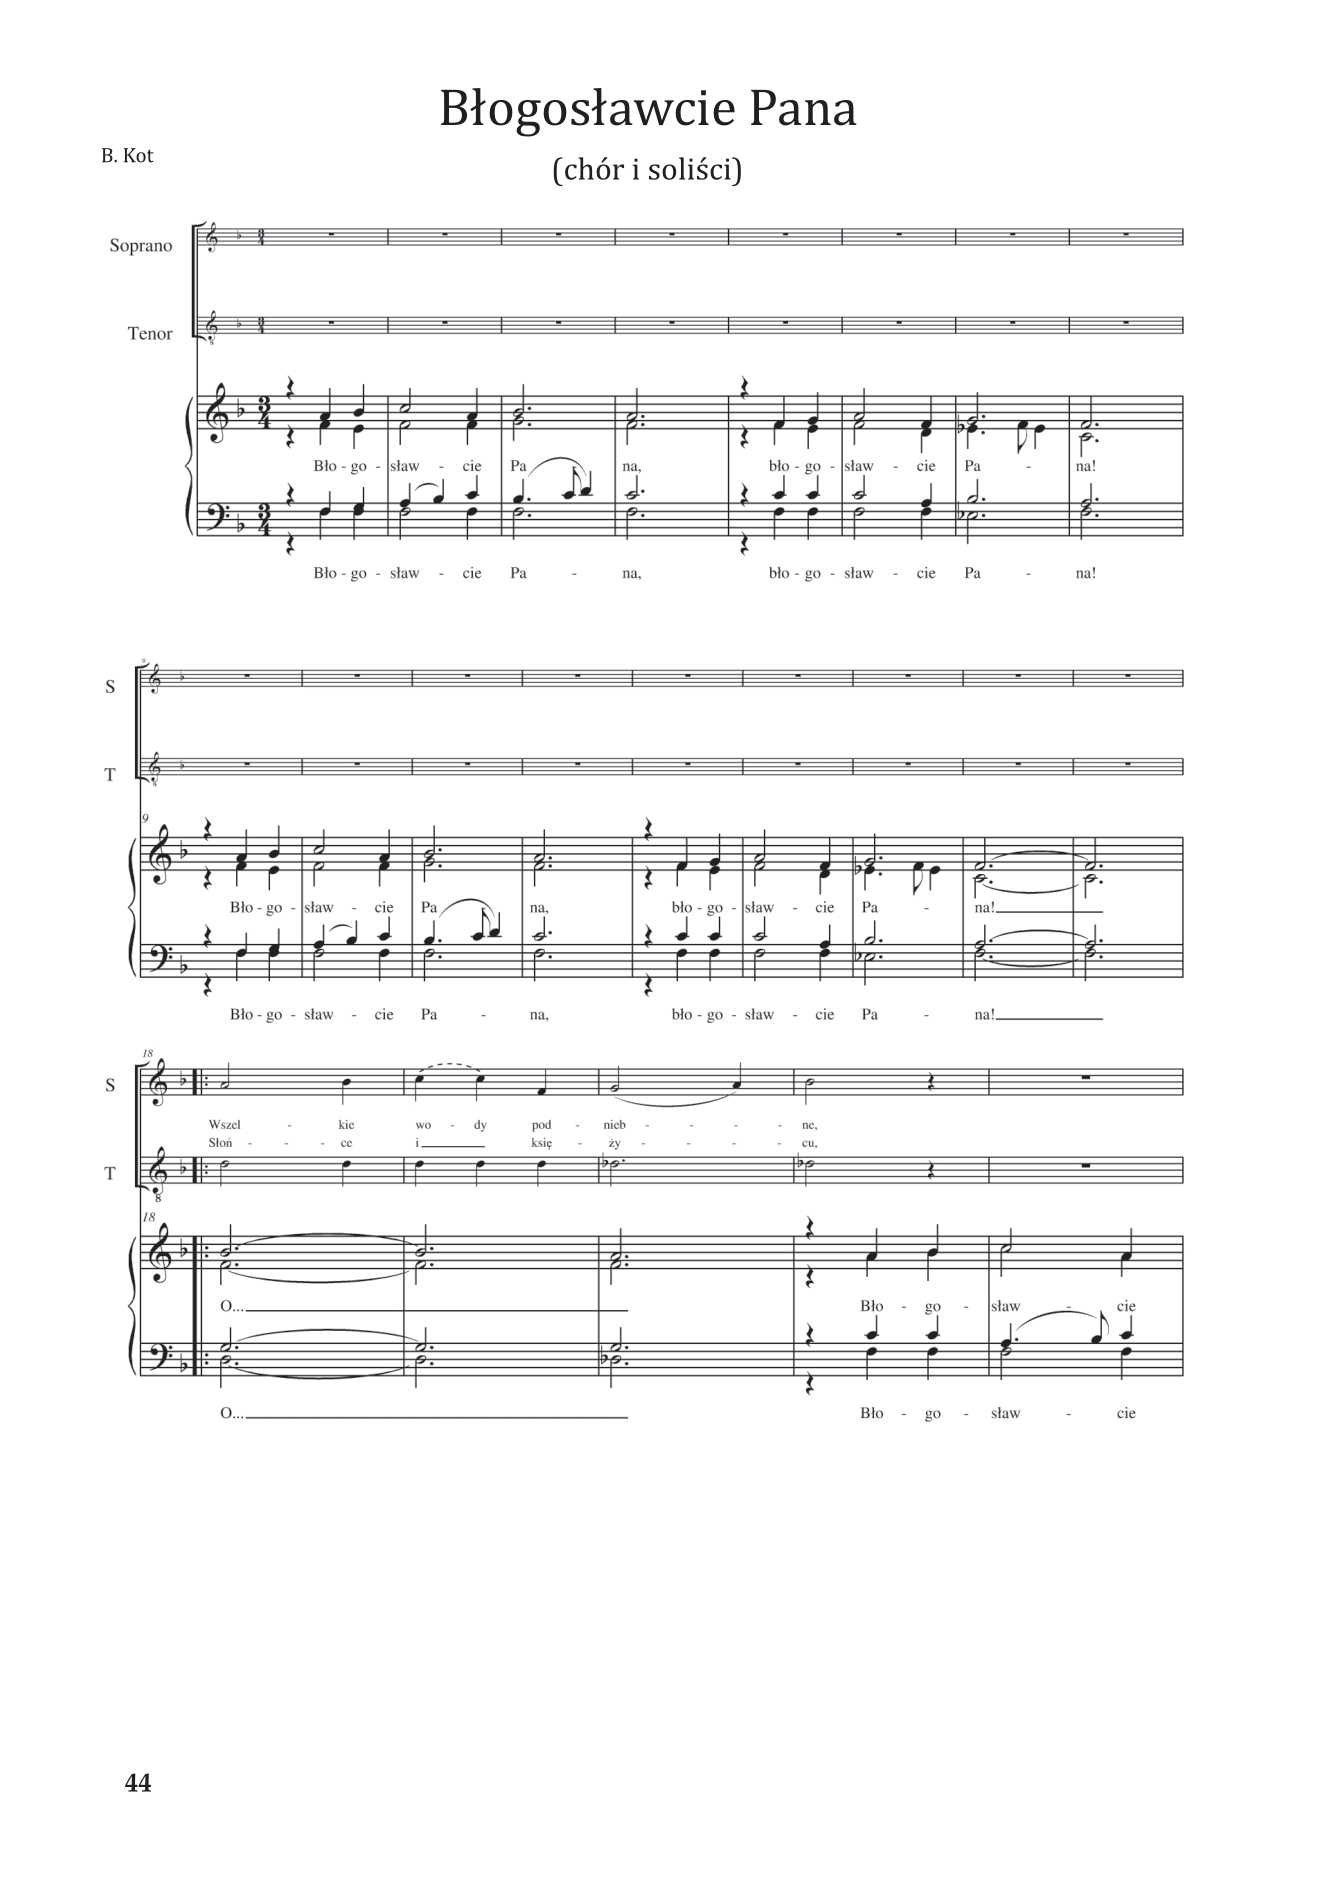 Błogosławcie Pana
B. Kot
(chór i soliści)
Soprano
Tenor
Bło - go - sław - cie Pa na, bło - go - sław - cie Pa - na!
Bło - go - sław - cie Pa - na, bło - go - sław - cie Pa - na!
9
S
T
9
Bło - go - sław - cie Pa na, bło - go - sław - cie Pa - na!
Bło - go - sław - cie Pa - na, bło - go - sław - cie Pa - na!
18
S
Wszel - kie wo - dy pod - nieb - - - ne,
Słoń - - ce i księ - ży - - - cu,
T
8
18
O... Bło - go - sław - cie
O... Bło - go - sław - cie
44